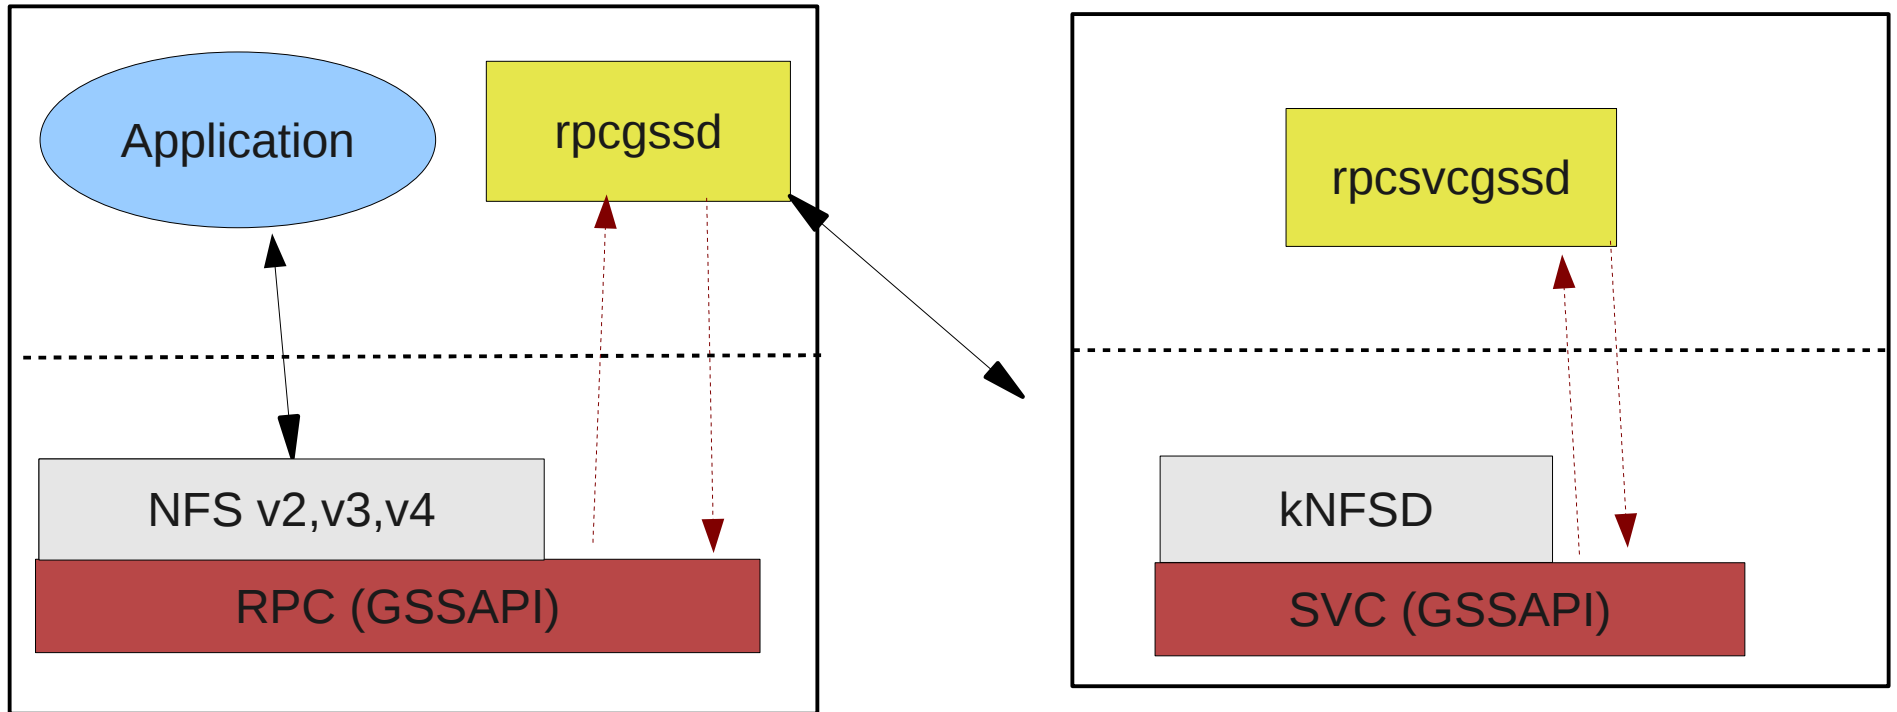 Application
rpcgssd
NFS v2,v3,v4
RPC (GSSAPI)
rpcsvcgssd
kNFSD
SVC (GSSAPI)